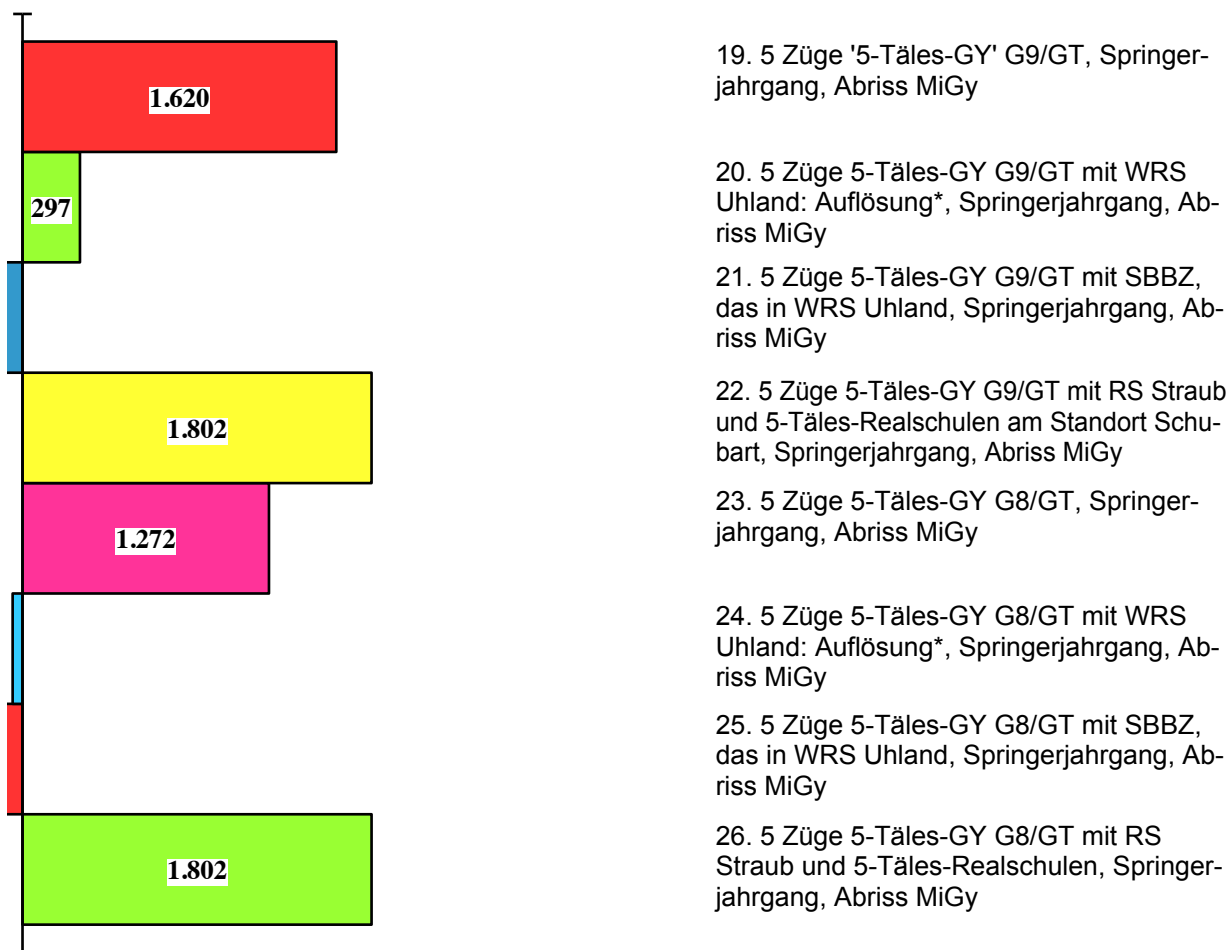 1.620
19. 5 Züge '5-Täles-GY' G9/GT, Springer-
jahrgang, Abriss MiGy
297
20. 5 Züge 5-Täles-GY G9/GT mit WRS
Uhland: Auflösung*, Springerjahrgang, Ab-
riss MiGy
21. 5 Züge 5-Täles-GY G9/GT mit SBBZ,
das in WRS Uhland, Springerjahrgang, Ab-
riss MiGy
1.802
22. 5 Züge 5-Täles-GY G9/GT mit RS Straub
und 5-Täles-Realschulen am Standort Schu-
bart, Springerjahrgang, Abriss MiGy
1.272
23. 5 Züge 5-Täles-GY G8/GT, Springer-
jahrgang, Abriss MiGy
24. 5 Züge 5-Täles-GY G8/GT mit WRS
Uhland: Auflösung*, Springerjahrgang, Ab-
riss MiGy
25. 5 Züge 5-Täles-GY G8/GT mit SBBZ,
das in WRS Uhland, Springerjahrgang, Ab-
riss MiGy
1.802
26. 5 Züge 5-Täles-GY G8/GT mit RS
Straub und 5-Täles-Realschulen, Springer-
jahrgang, Abriss MiGy